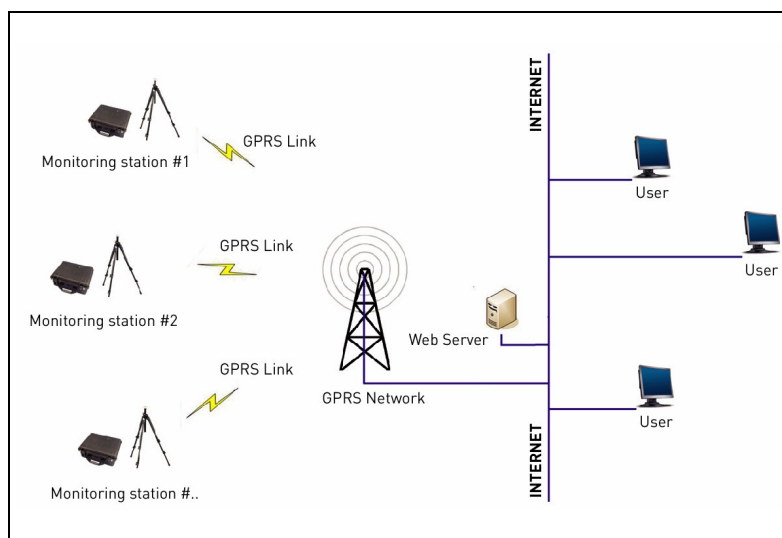 INTERNET
GPRS Link
Monitoring station #1
User
GPRS Link
User
Monitoring station #2
Web Server
GPRS Link
GPRS Network
User
Monitoring station #..
INTERNET